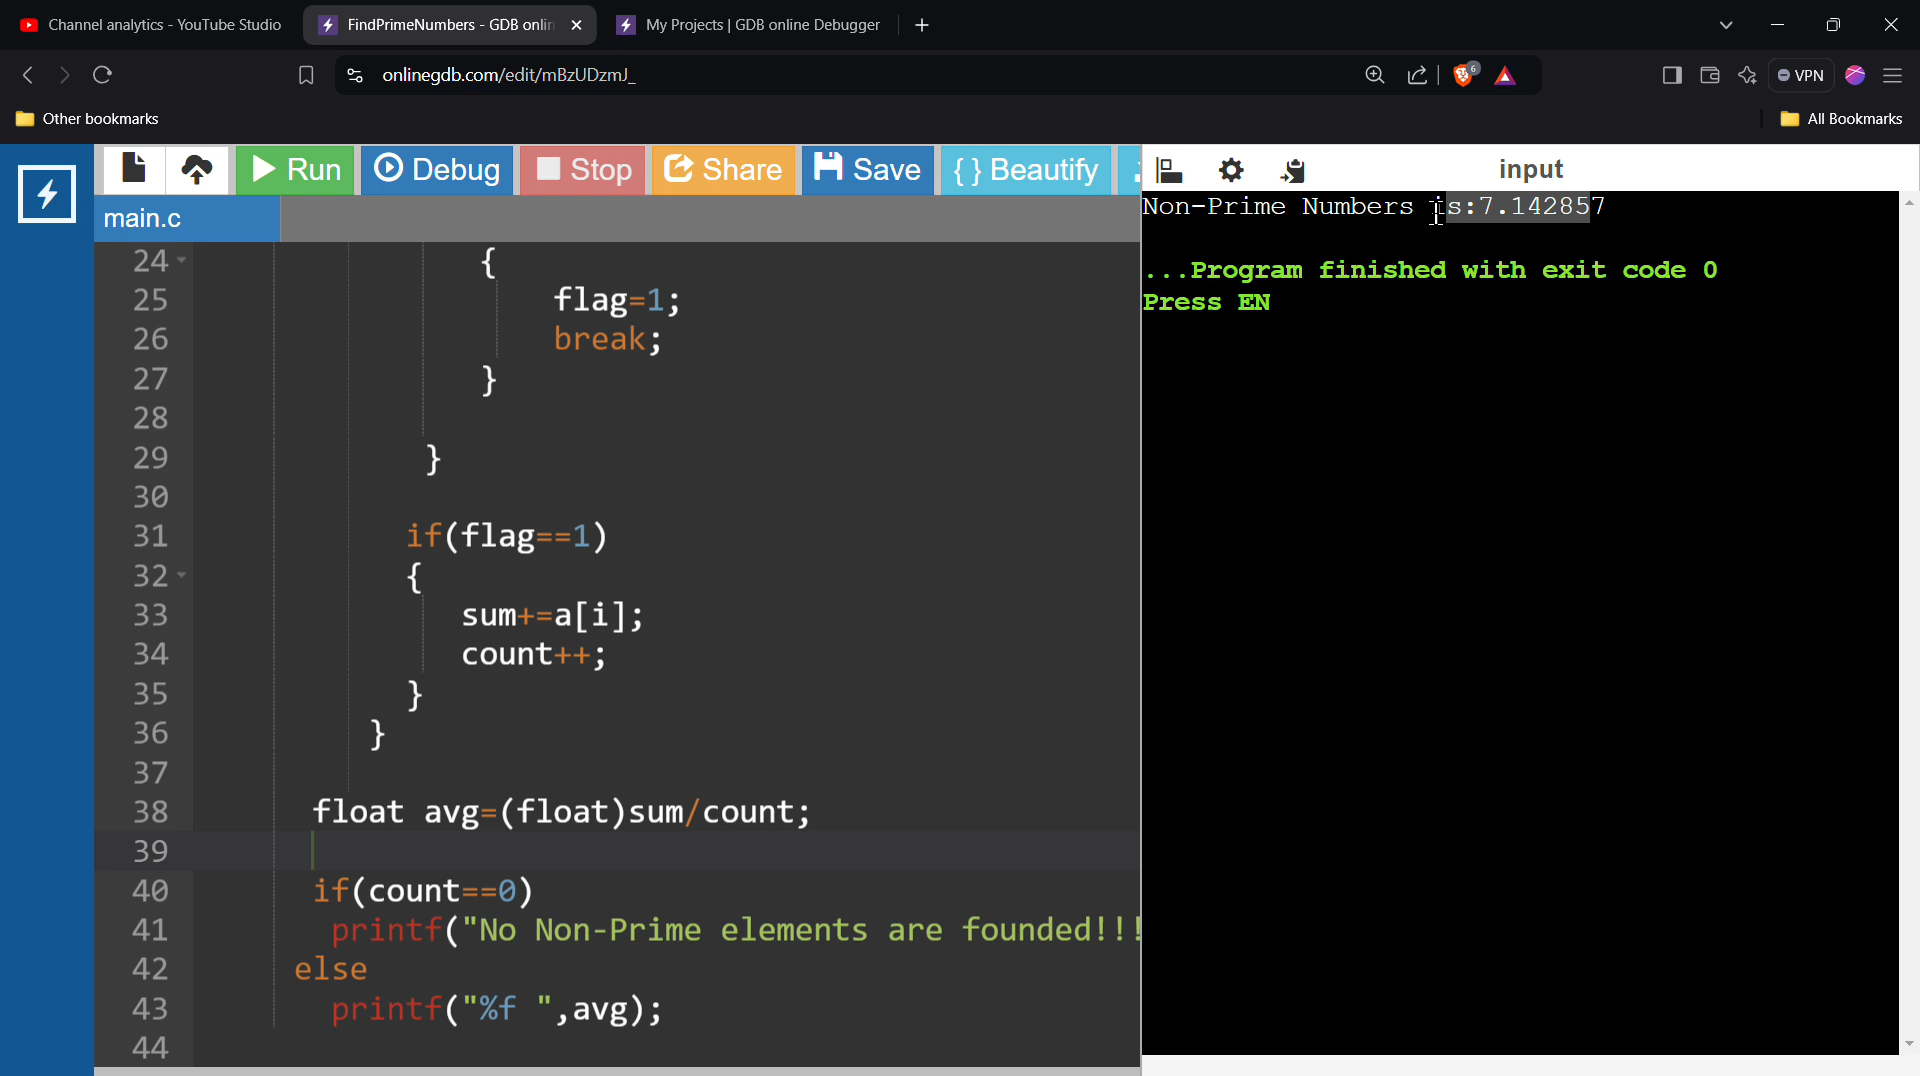 Channel analytics - YouTube Studio
FindPrimeNumbers - GDB onlin
My Projects | GDB online Debugger
onlinegdb.com/edit/mBzUDzmJ_
6
VPN
Other bookmarks
All Bookmarks
Run
Debug
Stop
Share
Save
{ } Beautify
input
main.c
Non-Prime Numbers is:7.142857
...Program finished with exit code 0
Press EN
24 {
25 flag=1;
26 break;
27 }
28
29 }
30
31 if(flag==1)
32 {
33 sum+=a[i];
34 count++;
35 }
36 }
37
38 float avg=(float)sum/count;
39
40 if(count==0)
41 printf("No Non-Prime elements are founded!!!
42 else
43 printf("%f ",avg);
44